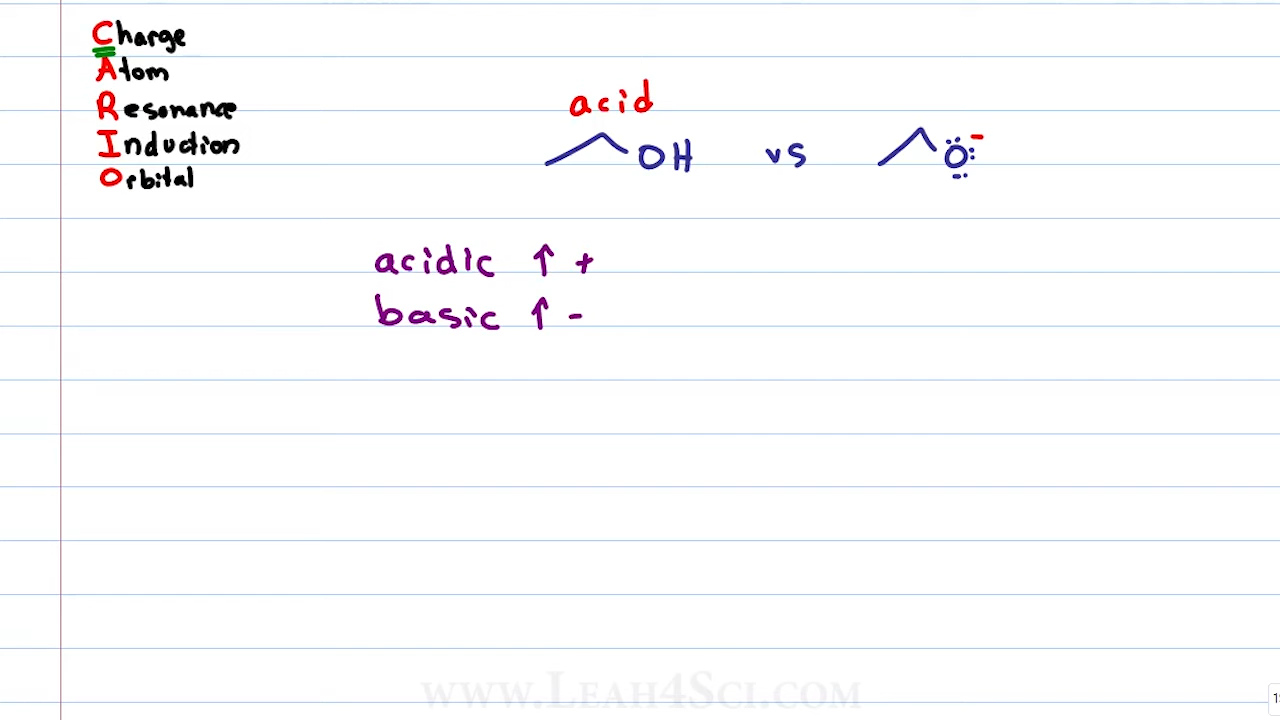 Charge
Atom
Resonance
Induction
Orbital
acid
OH vs O-
acidic ↑ +
basic ↑ -
www.Leah4Sci.com